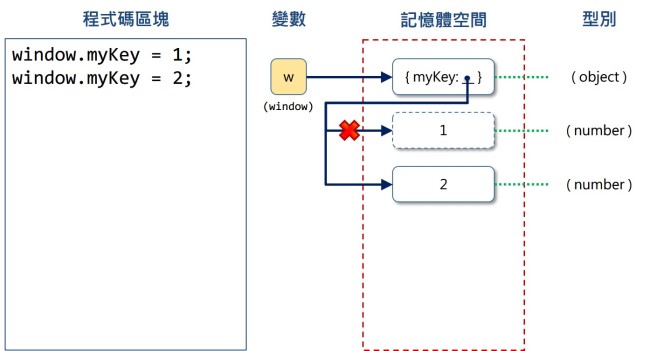 程式碼區塊
變數
記憶體空間
型別
window.myKey = 1;
window.myKey = 2;
w
(window)
{ myKey: _ }
( object )
1
( number )
2
( number )